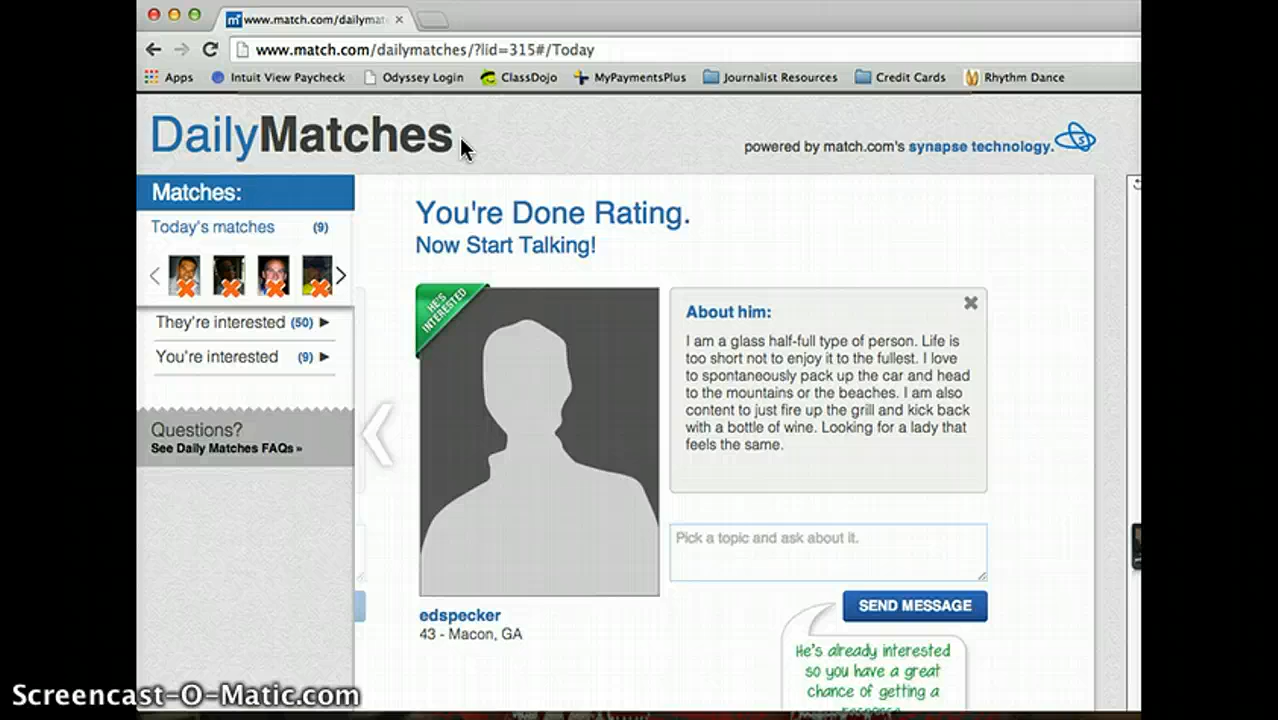 www.match.com/dailymat
www.match.com/dailymatches/?lid=315#/Today
Apps Intuit View Paycheck Odyssey Login ClassDojo MyPaymentsPlus Journalist Resources Credit Cards Rhythm Dance
DailyMatches
powered by match.com's synapse technology.
Matches:
Today's matches (9)
They're interested (50)
You're interested (9)
Questions?
See Daily Matches FAQs »
You're Done Rating.
Now Start Talking!
HE'S
INTERESTED
edspecker
43 - Macon, GA
About him:
I am a glass half-full type of person. Life is
too short not to enjoy it to the fullest. I love
to spontaneously pack up the car and head
to the mountains or the beaches. I am also
content to just fire up the grill and kick back
with a bottle of wine. Looking for a lady that
feels the same.
Pick a topic and ask about it.
SEND MESSAGE
He's already interested
so you have a great
chance of getting a
Screencast-O-Matic.com